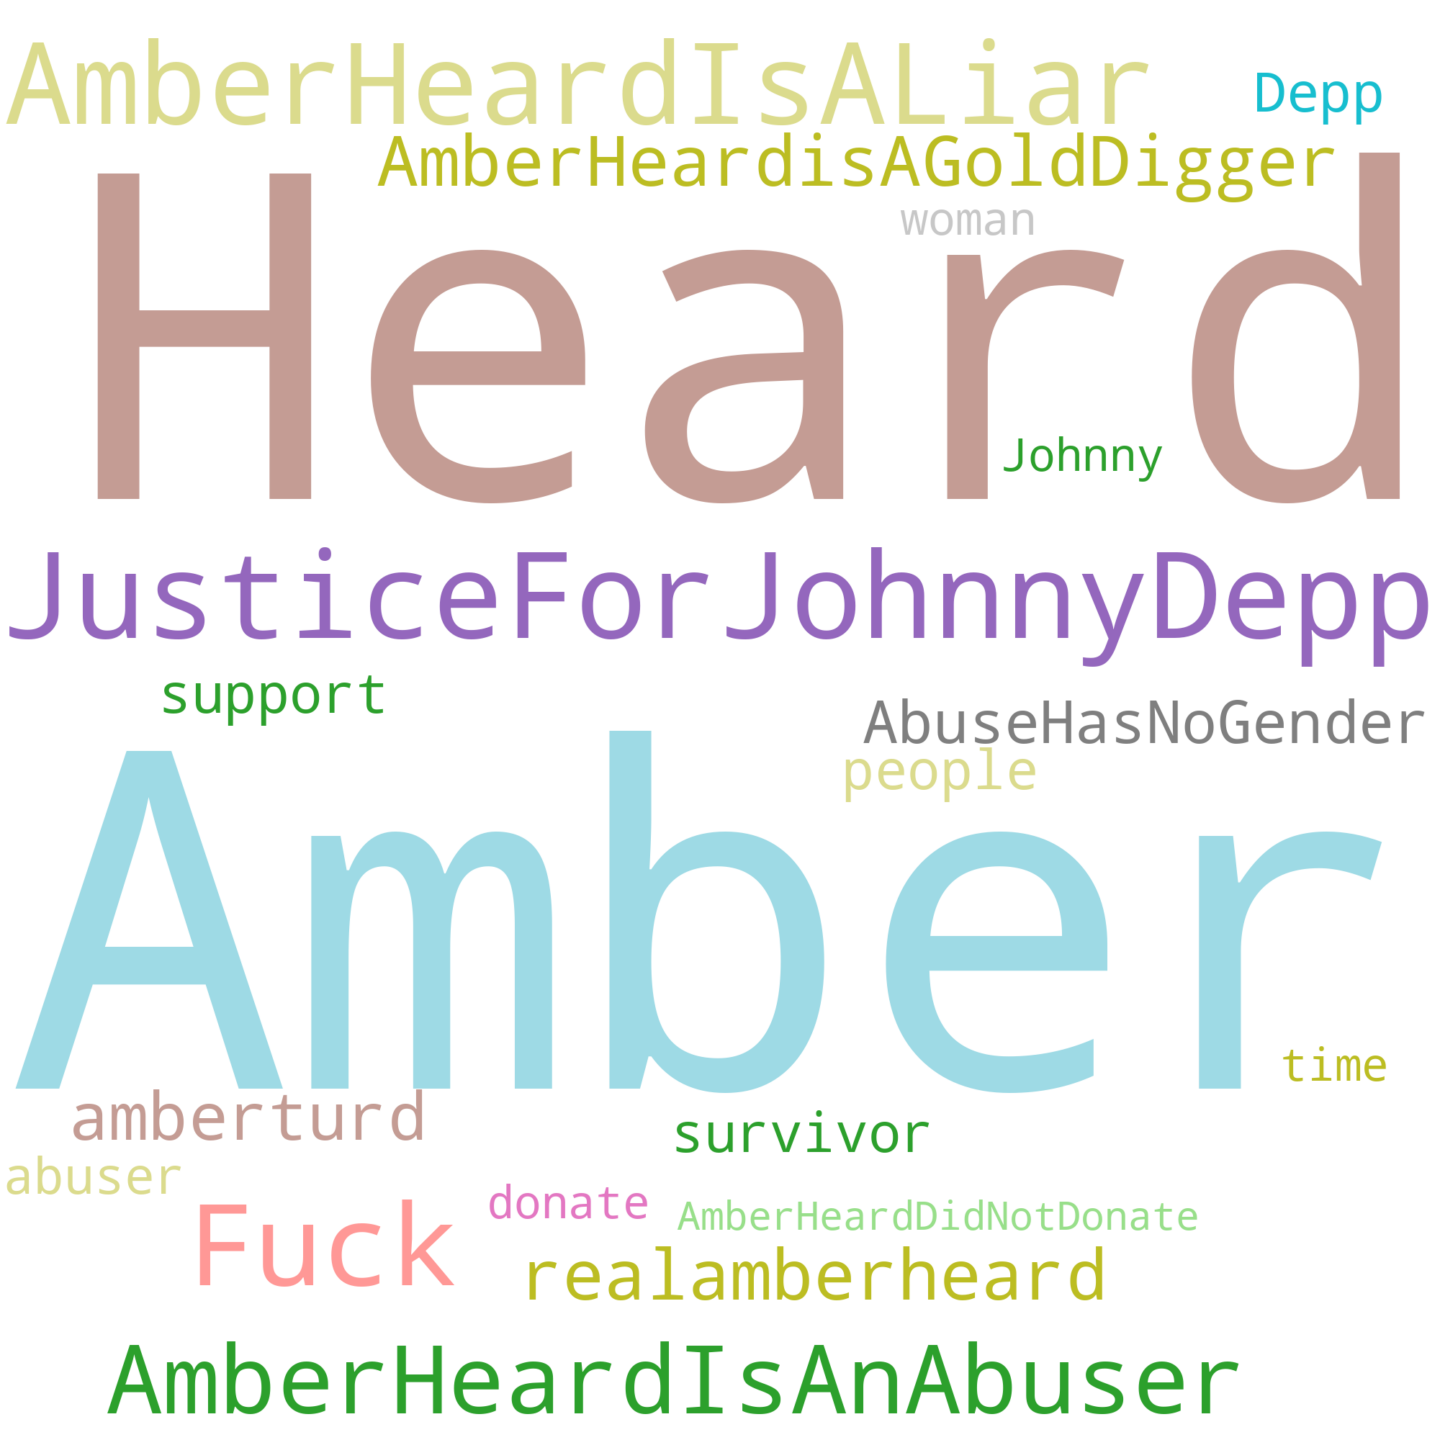 AmberHeardIsALiar
Depp
AmberHeardisAGoldDigger
woman
Heard
Johnny
JusticeForJohnnyDepp
support
AbuseHasNoGender
people
Amber
time
amberturd
survivor
abuser
donate
AmberHeardDidNotDonate
Fuck
realamberheard
AmberHeardIsAnAbuser